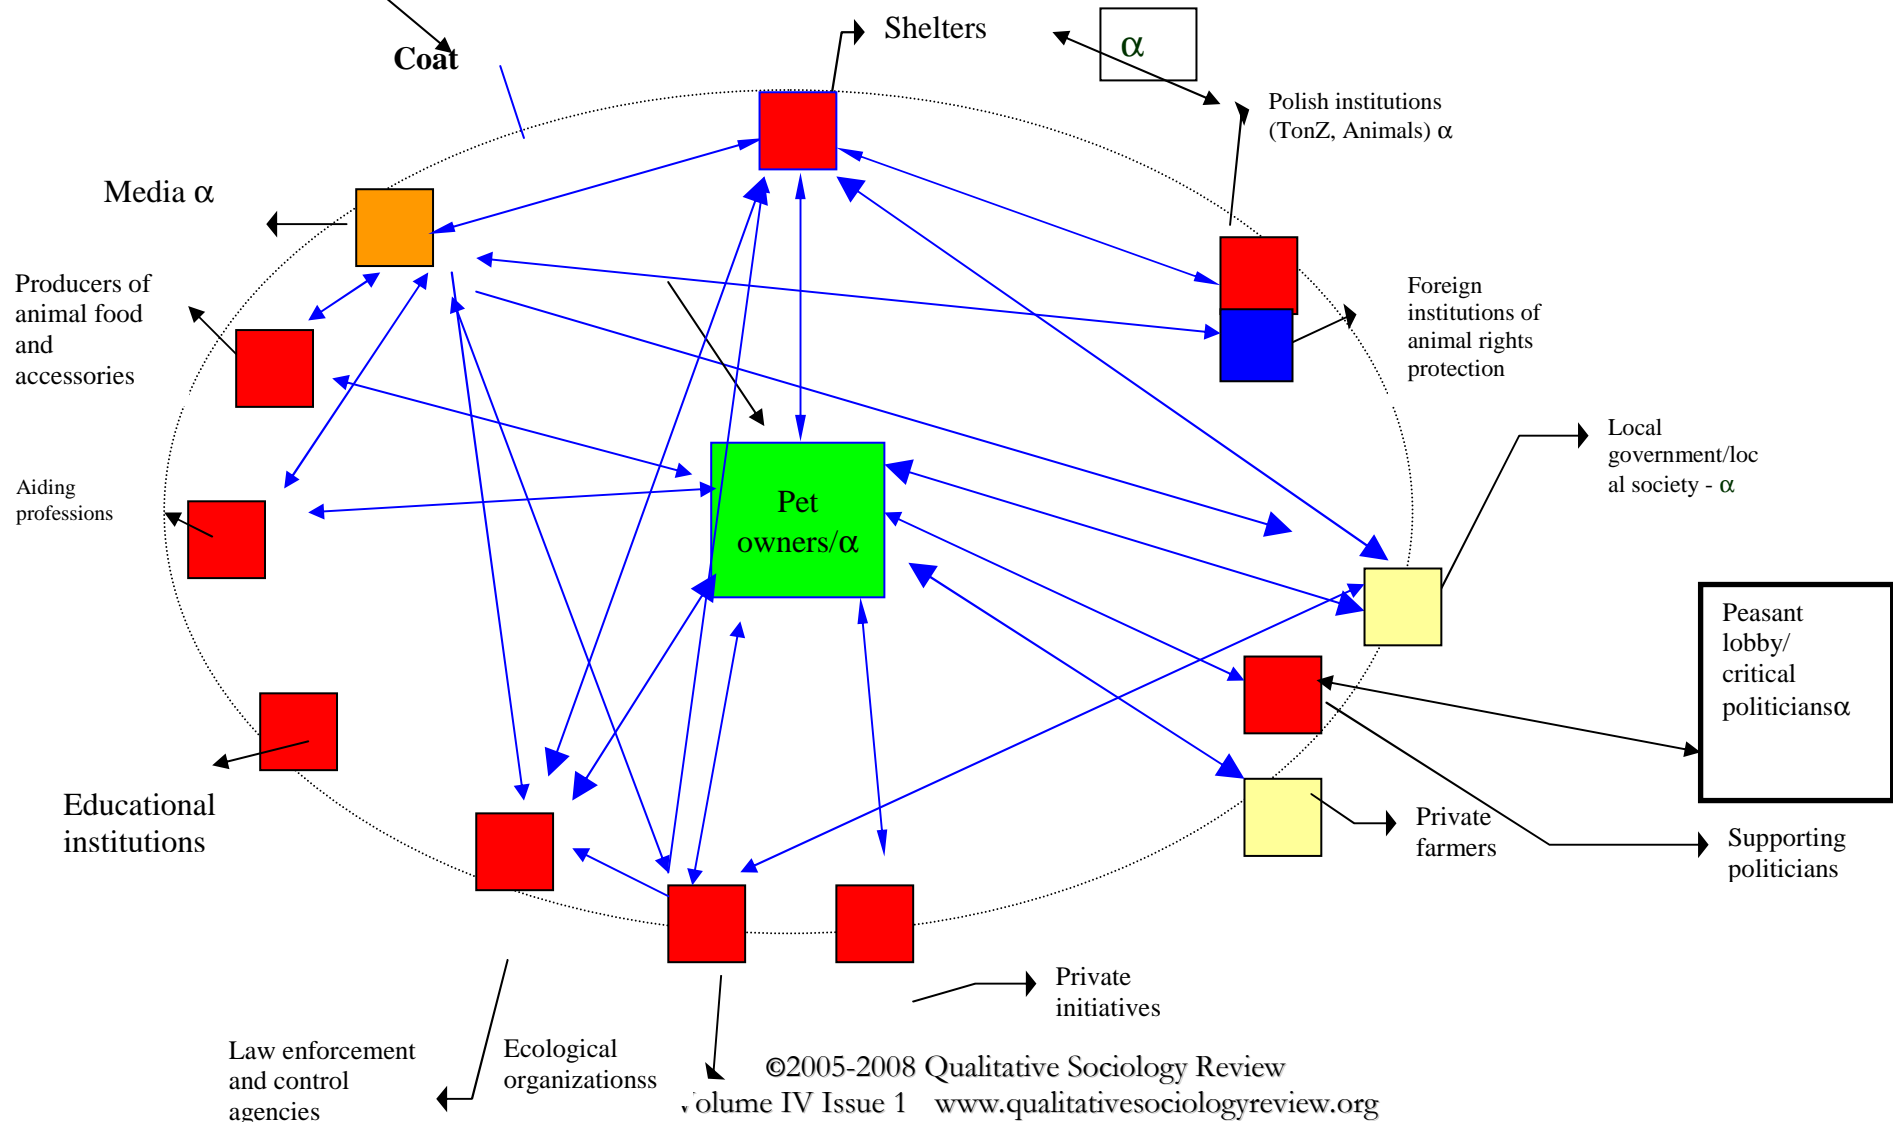 Coat
Shelters
α
Polish institutions
(TonZ, Animals) α
Media α
Producers of
animal food
and
accessories
Foreign
institutions of
animal rights
protection
Local
government/loc
al society - α
Aiding
professions
Pet
owners/α
Peasant
lobby/
critical
politiciansα
Educational
institutions
Private
farmers
Supporting
politicians
Private
initiatives
Law enforcement
and control
agencies
Ecological
organizationss
©2005-2008 Qualitative Sociology Review
Volume IV Issue 1 www.qualitativesociologyreview.org